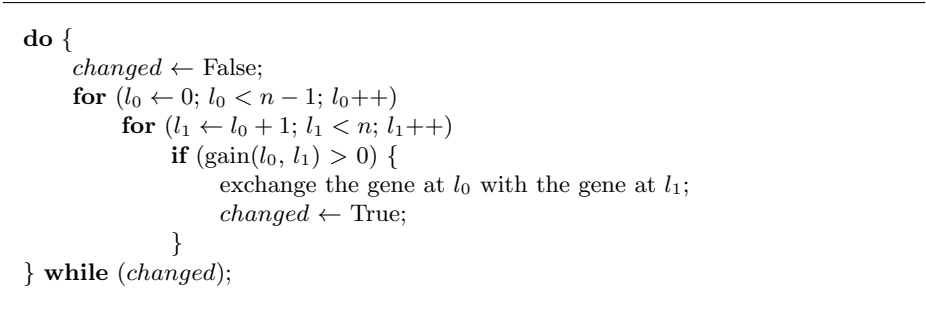 do {
changed ← False;
for (l₀ ← 0; l₀ < n − 1; l₀++)
for (l₁ ← l₀ + 1; l₁ < n; l₁++)
if (gain(l₀, l₁) > 0) {
exchange the gene at l₀ with the gene at l₁;
changed ← True;
}
} while (changed);